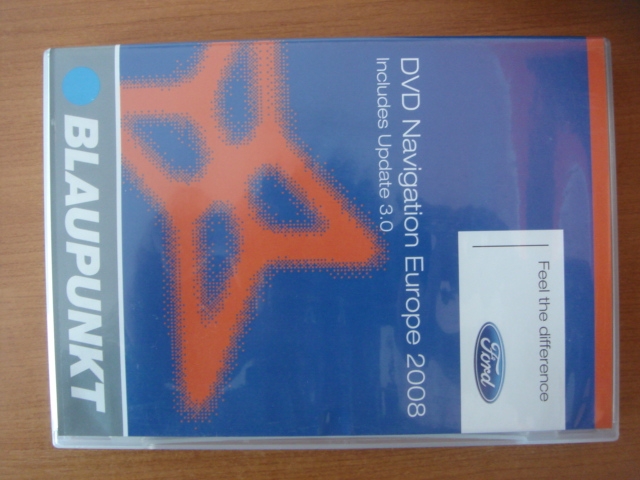 Feel the difference
Ford
DVD Navigation Europe 2008
Includes Update 3.0
BLAUPUNKT